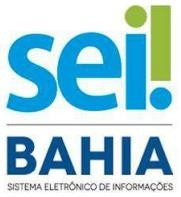 sei!
BAHIA
SISTEMA ELETRÔNICO DE INFORMAÇÕES